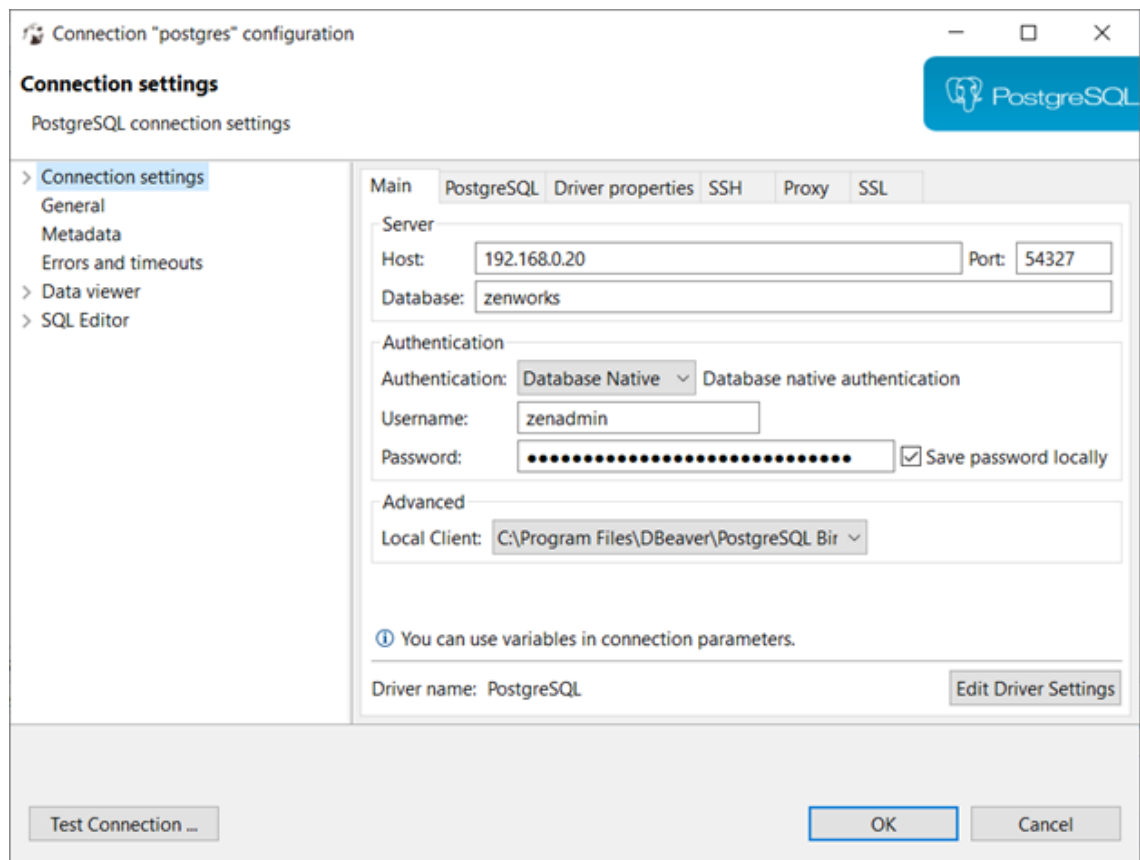 Connection "postgres" configuration
Connection settings
PostgreSQL connection settings
PostgreSQL
Connection settings
General
Metadata
Errors and timeouts
Data viewer
SQL Editor
Main PostgreSQL Driver properties SSH Proxy SSL
Server
Host: 192.168.0.20 Port: 54327
Database: zenworks
Authentication
Authentication: Database Native Database native authentication
Username: zenadmin
Password: ●●●●●●●●●●●●●●●●●●●●●●●●●●●●● Save password locally
Advanced
Local Client: C:\Program Files\DBeaver\PostgreSQL Bir
You can use variables in connection parameters.
Driver name: PostgreSQL Edit Driver Settings
Test Connection ... OK Cancel